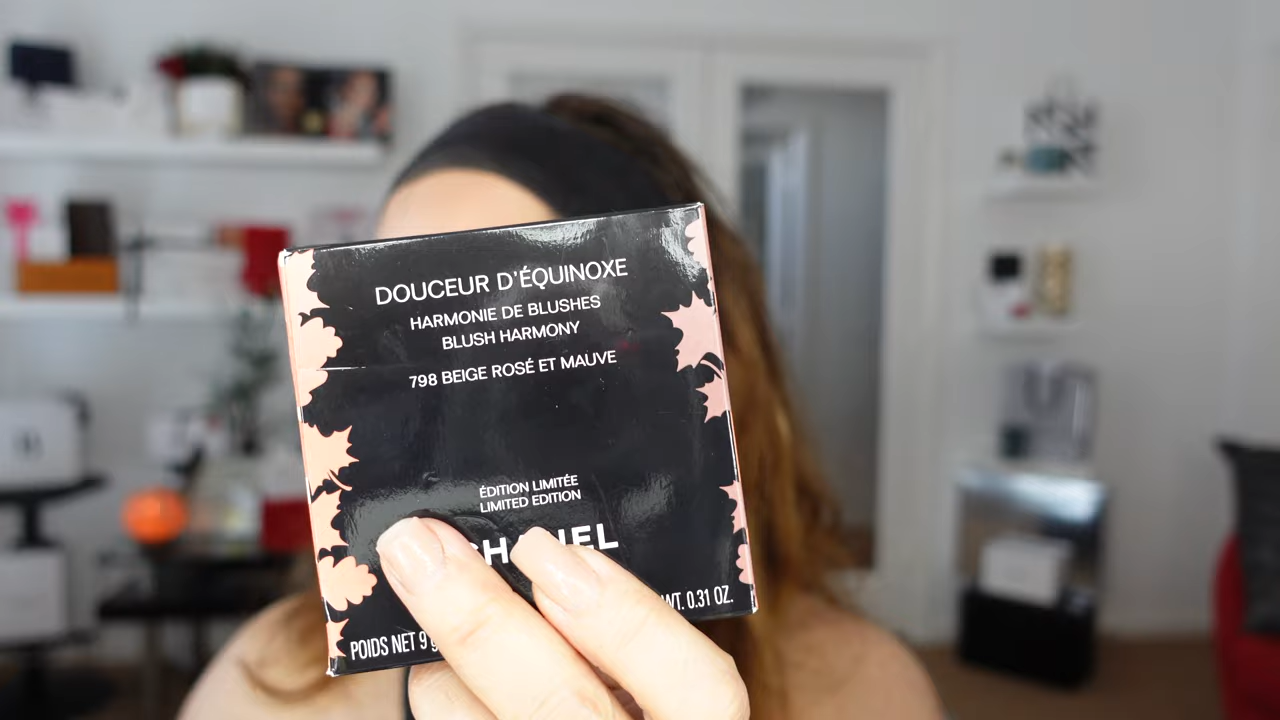 DOUCEUR D'ÉQUINOXE
HARMONIE DE BLUSHES
BLUSH HARMONY
798 BEIGE ROSÉ ET MAUVE
ÉDITION LIMITÉE
LIMITED EDITION
CHANEL
POIDS NET 9 g WT. 0.31 OZ.